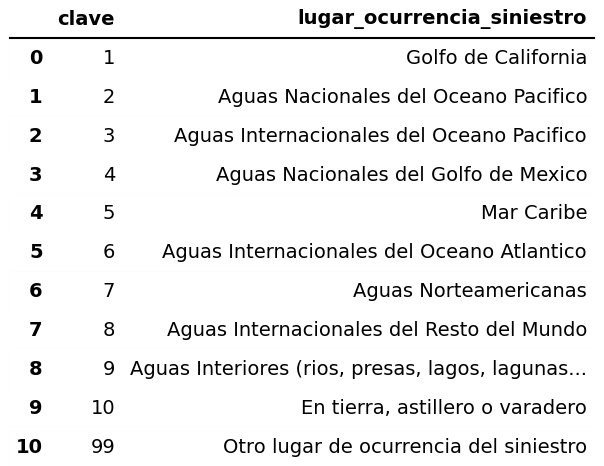 clave lugar_ocurrencia_siniestro
0 1 Golfo de California
1 2 Aguas Nacionales del Oceano Pacifico
2 3 Aguas Internacionales del Oceano Pacifico
3 4 Aguas Nacionales del Golfo de Mexico
4 5 Mar Caribe
5 6 Aguas Internacionales del Oceano Atlantico
6 7 Aguas Norteamericanas
7 8 Aguas Internacionales del Resto del Mundo
8 9 Aguas Interiores (rios, presas, lagos, lagunas...
9 10 En tierra, astillero o varadero
10 99 Otro lugar de ocurrencia del siniestro